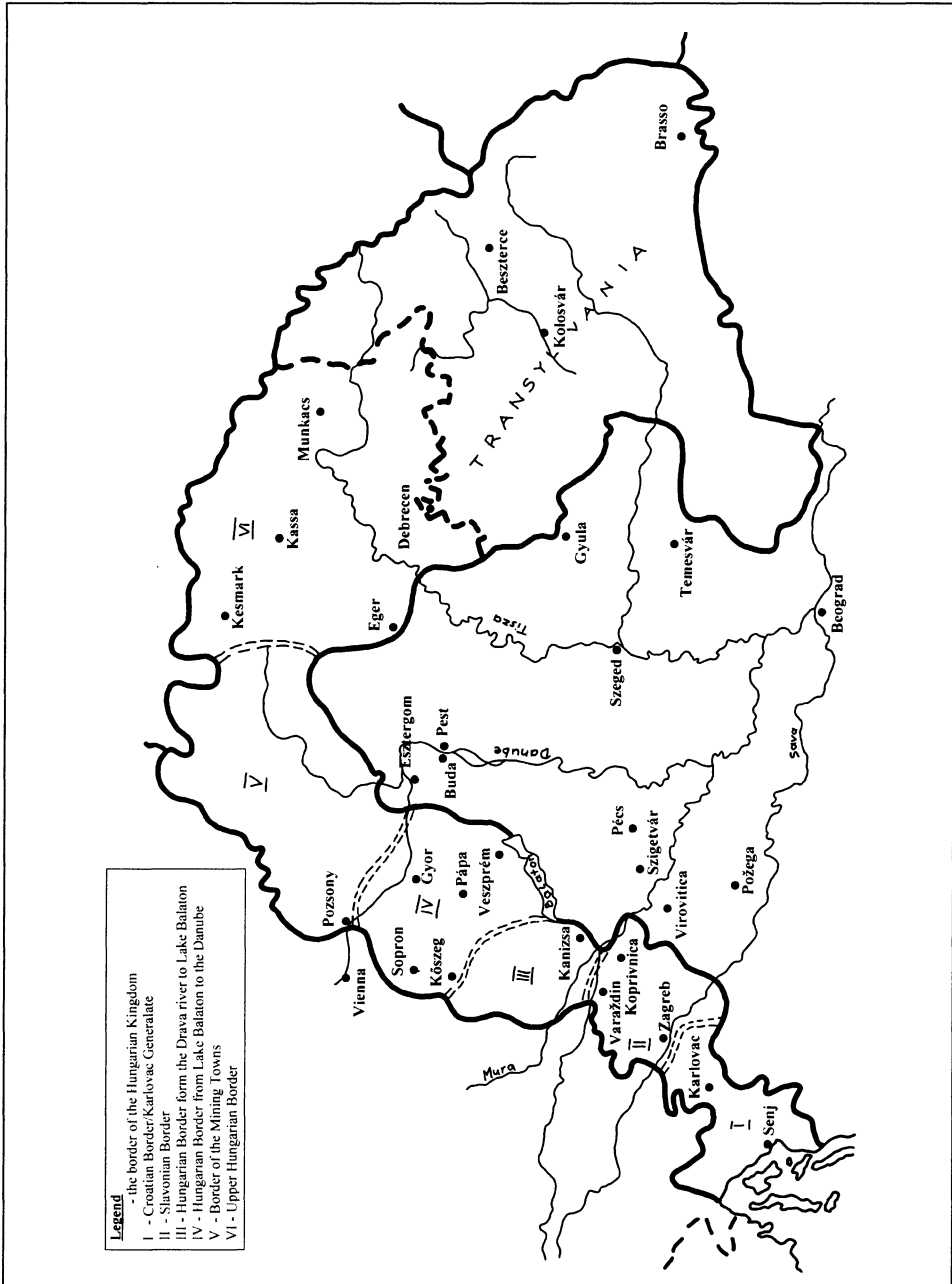 Legend
- the border of the Hungarian Kingdom
I - Croatian Border/Karlovac Generalate
II - Slavonian Border
III - Hungarian Border form the Drava river to Lake Balaton
IV - Hungarian Border from Lake Balaton to the Danube
V - Border of the Mining Towns
VI - Upper Hungarian Border
V
VI
Kesmark
Kassa
Munkacs
Pozsony
Vienna
Sopron
Gyor
IV
Kőszeg
Pápa
Veszprém
Esztergom
Buda
Pest
Eger
Debrecen
Beszterce
Kolosvár
TRANSYLVANIA
Brasso
Balaton
III
Kanizsa
Mura
Danube
Tisza
Gyula
Szeged
Temesvár
Pécs
Szigetvár
Varaždin
Koprivnica
II
Zagreb
Virovitica
Karlovac
Požega
Sava
Beograd
I
Senj